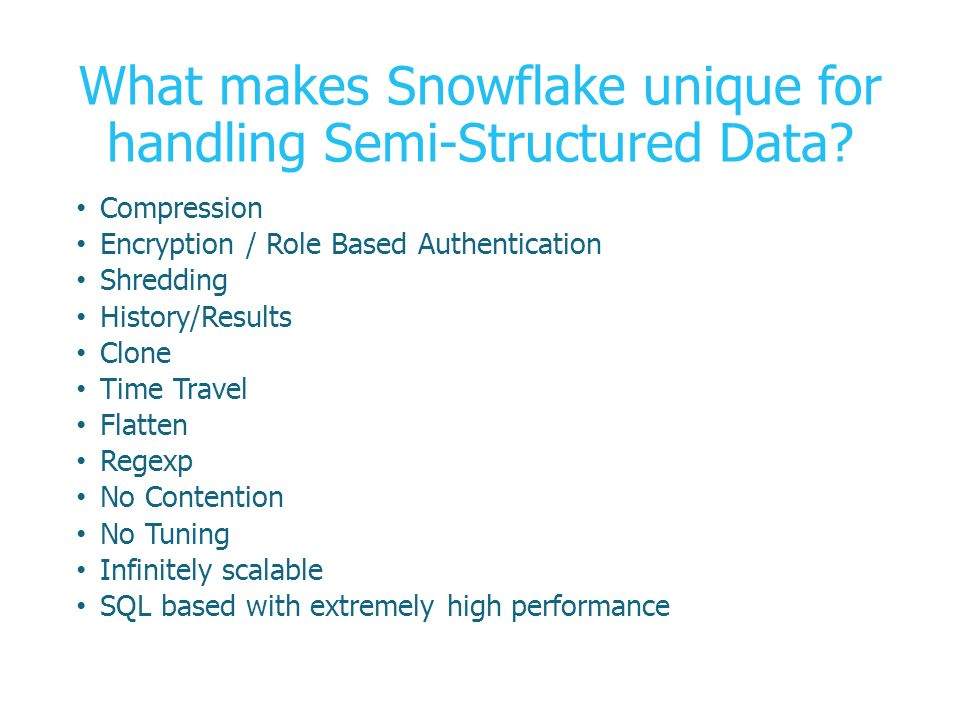 What makes Snowflake unique for
handling Semi-Structured Data?
• Compression
• Encryption / Role Based Authentication
• Shredding
• History/Results
• Clone
• Time Travel
• Flatten
• Regexp
• No Contention
• No Tuning
• Infinitely scalable
• SQL based with extremely high performance